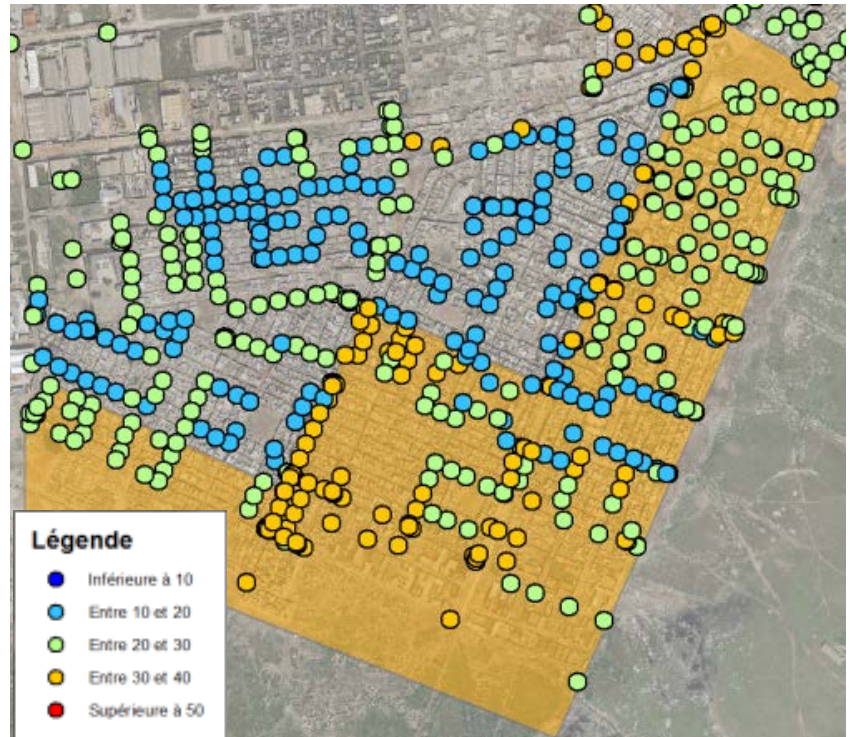 Légende
Inférieure à 10
Entre 10 et 20
Entre 20 et 30
Entre 30 et 40
Supérieure à 50